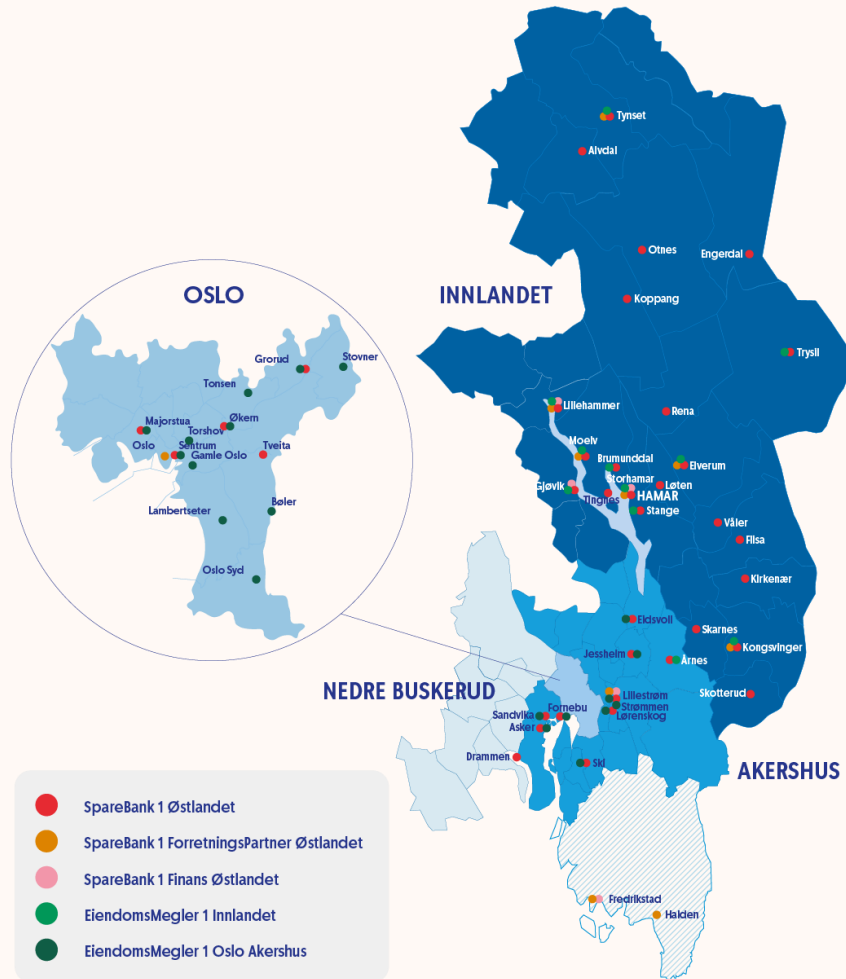 Tynset
Alvdal
Otnes
Engerdal
OSLO
INNLANDET
Koppang
Grorud
Stovner
Trysil
Tonsen
Lillehammer
Rena
Majorstua
Økern
Torshov
Oslo
Sentrum
Tveita
Gamle Oslo
Moelv
Brumunddal
Elverum
Gjøvik
Storhamar
Løten
Tingnes
HAMAR
Stange
Lambertseter
Bøler
Våler
Flisa
Oslo Syd
Kirkenær
Eidsvoll
Skarnes
Jessheim
Årnes
Kongsvinger
NEDRE BUSKERUD
Lillestrøm
Skotterud
Sandvika
Fornebu
Strømmen
Lørenskog
Asker
Drammen
Ski
AKERSHUS
SpareBank 1 Østlandet
SpareBank 1 ForretningsPartner Østlandet
SpareBank 1 Finans Østlandet
EiendomsMegler 1 Innlandet
EiendomsMegler 1 Oslo Akershus
Fredrikstad
Halden